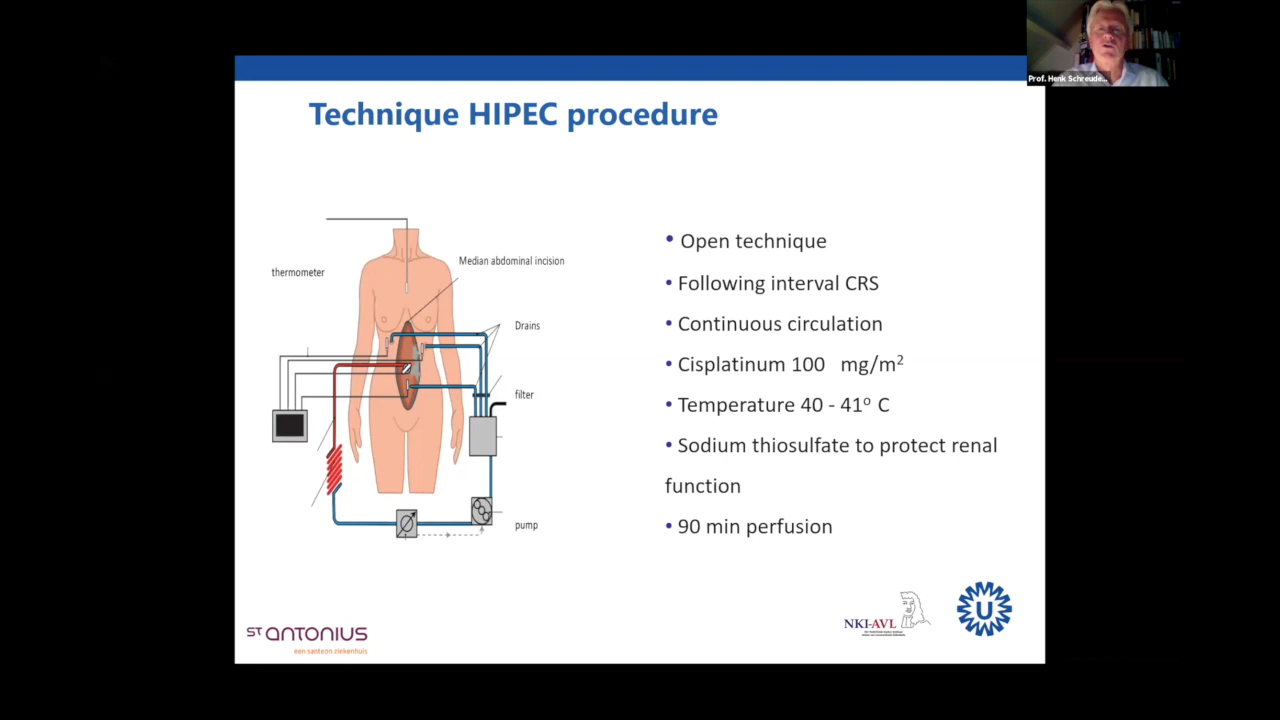 Prof. Henk Schreude...
Technique HIPEC procedure
thermometer
Median abdominal incision
Drains
filter
pump
• Open technique
• Following interval CRS
• Continuous circulation
• Cisplatinum 100 mg/m²
• Temperature 40 - 41º C
• Sodium thiosulfate to protect renal
function
• 90 min perfusion
ST ANTONIUS
een santeon ziekenhuis
NKI-AVL
U